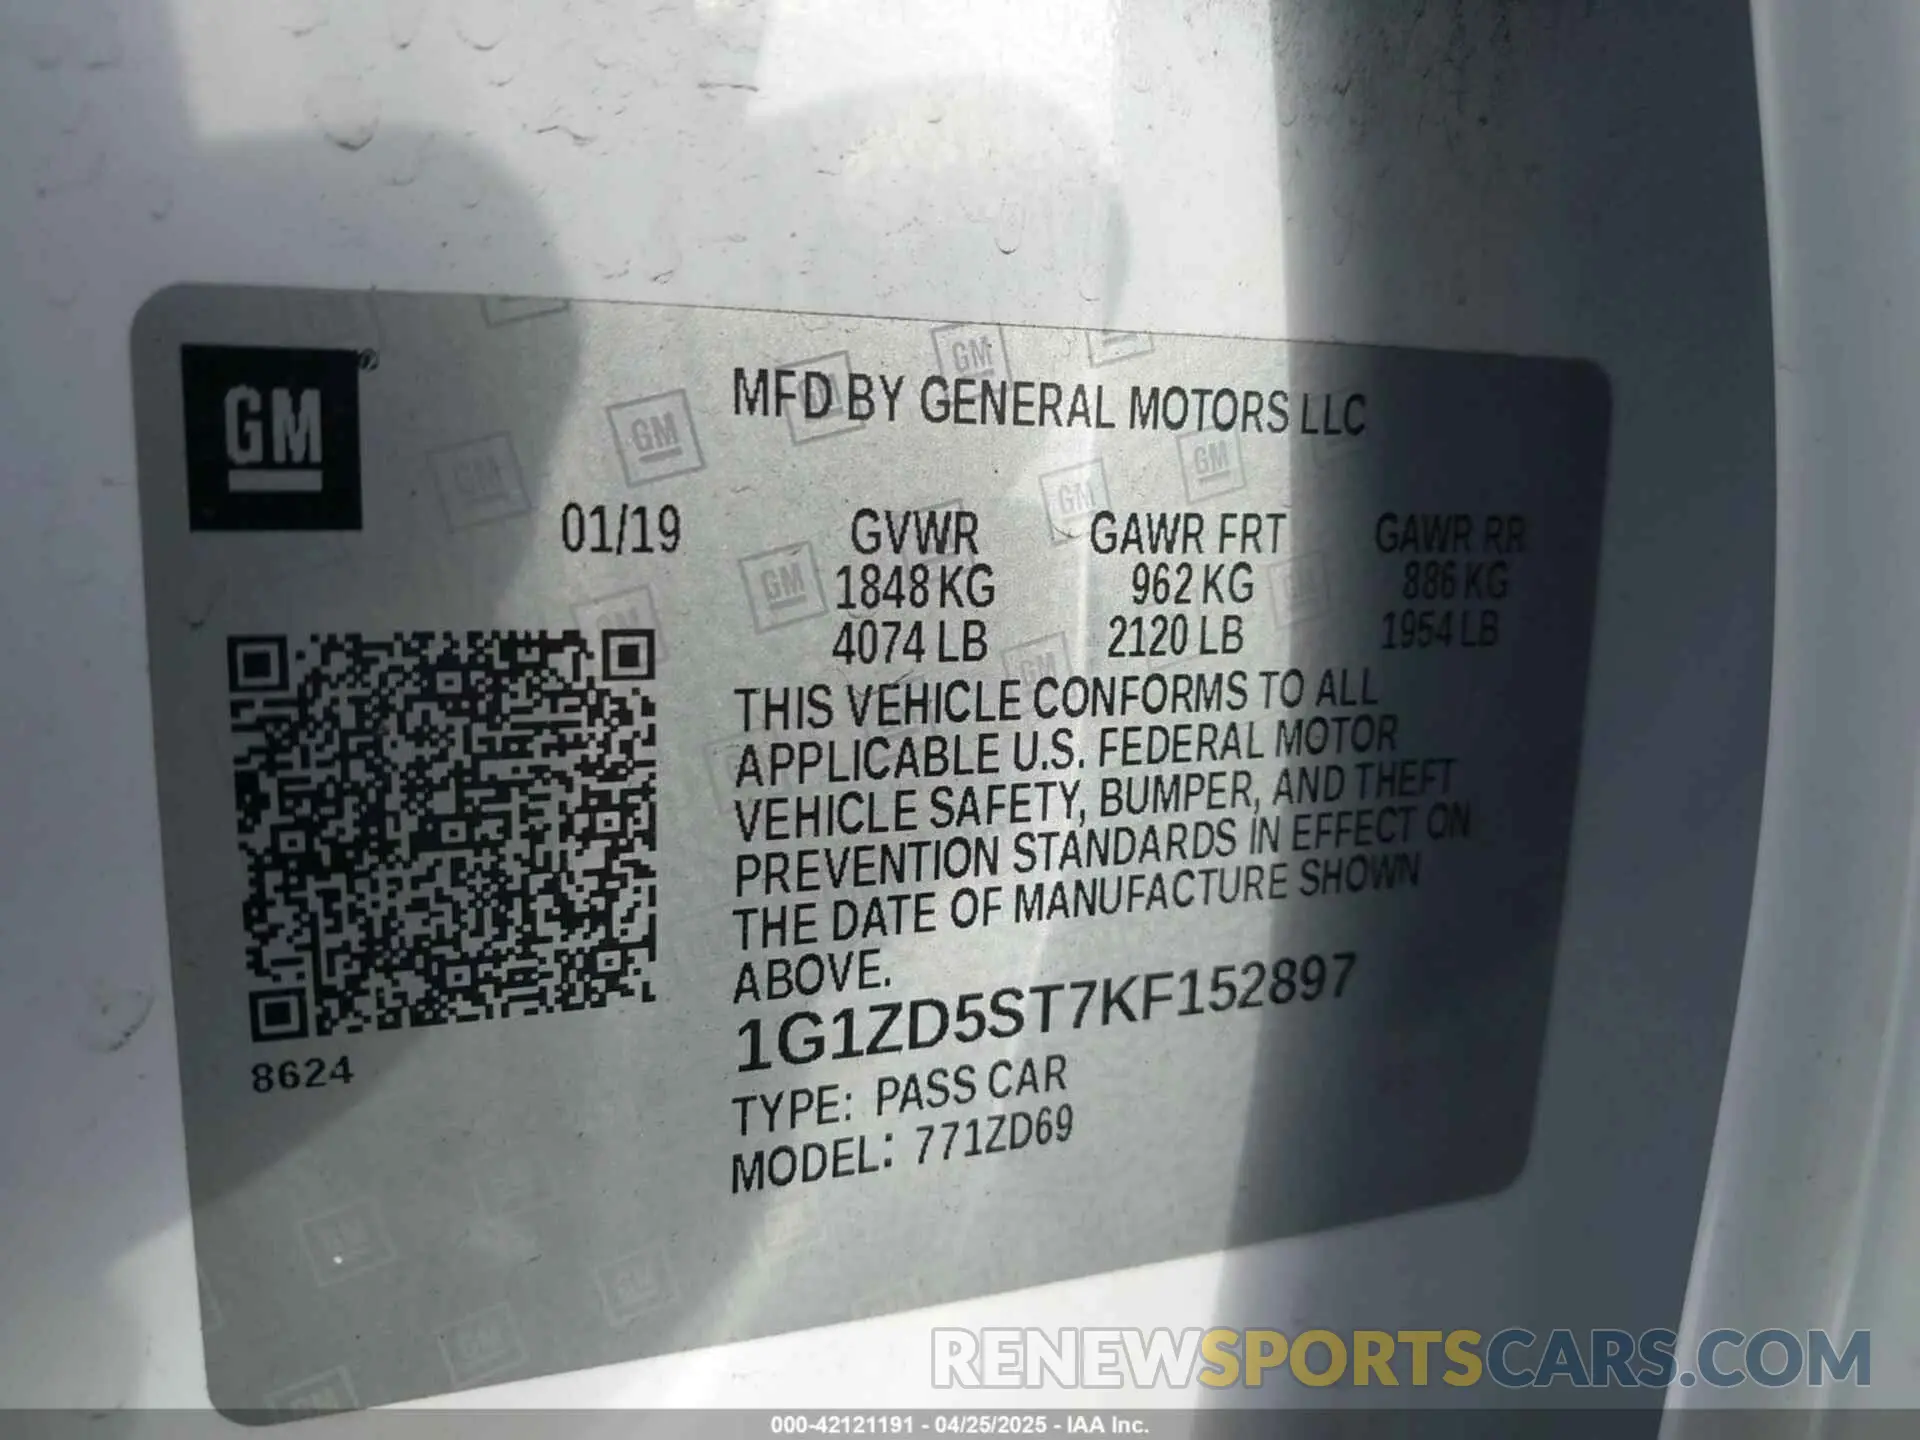 GM
MFD BY GENERAL MOTORS LLC
01/19
GVWR GAWR FRT GAWR RR
1848 KG 962 KG 886 KG
4074 LB 2120 LB 1954 LB
THIS VEHICLE CONFORMS TO ALL
APPLICABLE U.S. FEDERAL MOTOR
VEHICLE SAFETY, BUMPER, AND THEFT
PREVENTION STANDARDS IN EFFECT ON
THE DATE OF MANUFACTURE SHOWN
ABOVE.
1G1ZD5ST7KF152897
8624
TYPE: PASS CAR
MODEL: 771ZD69
RENEWSPORTSCARS.COM
000-42121191 - 04/25/2025 - IAA Inc.